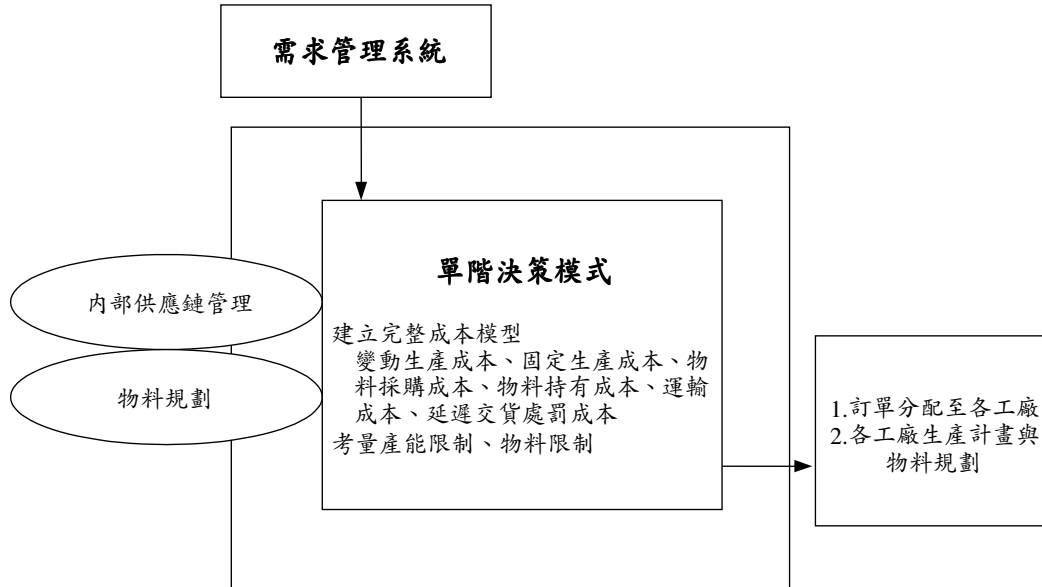 需求管理系統
單階決策模式
內部供應鏈管理
物料規劃
建立完整成本模型
變動生產成本、固定生產成本、物
料採購成本、物料持有成本、運輸
成本、延遲交貨處罰成本
考量產能限制、物料限制
1.訂單分配至各工廠
2.各工廠生產計畫與
物料規劃